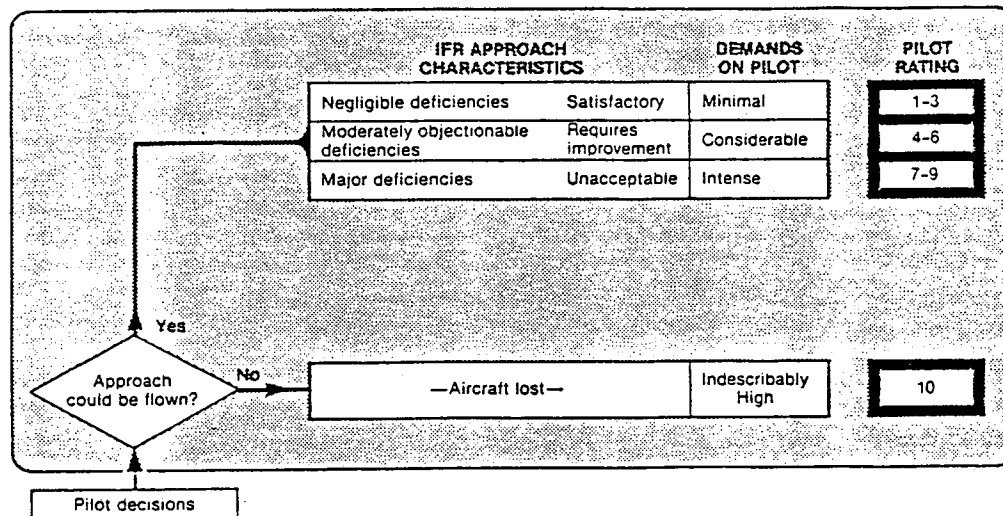 IFR APPROACH CHARACTERISTICS
DEMANDS ON PILOT
PILOT RATING
Negligible deficiencies Satisfactory Minimal 1-3
Moderately objectionable deficiencies Requires improvement Considerable 4-6
Major deficiencies Unacceptable Intense 7-9
Yes
Approach could be flown?
No
—Aircraft lost—
Indescribably High
10
Pilot decisions